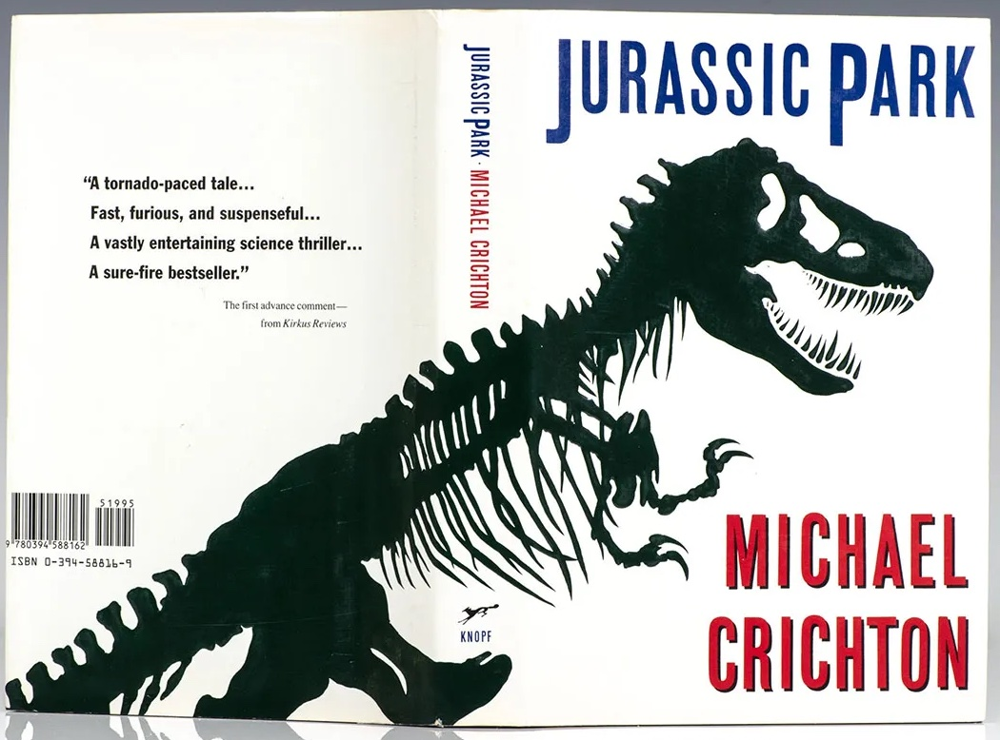 “A tornado-paced tale…
Fast, furious, and suspenseful…
A vastly entertaining science thriller…
A sure-fire bestseller.”
The first advance comment—
from Kirkus Reviews
51995
9 780394 588162
ISBN 0-394-58816-9
JURASSIC PARK · MICHAEL CRICHTON
KNOPF
JURASSIC PARK
MICHAEL
CRICHTON